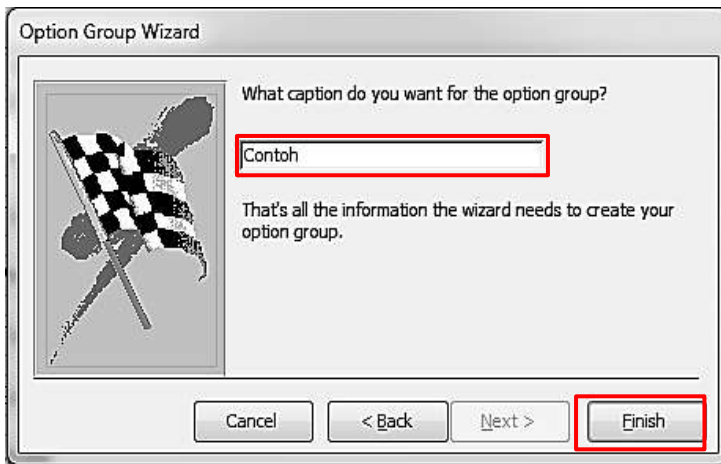 Option Group Wizard
What caption do you want for the option group?
Contoh
That's all the information the wizard needs to create your
option group.
Cancel
< Back
Next >
Finish